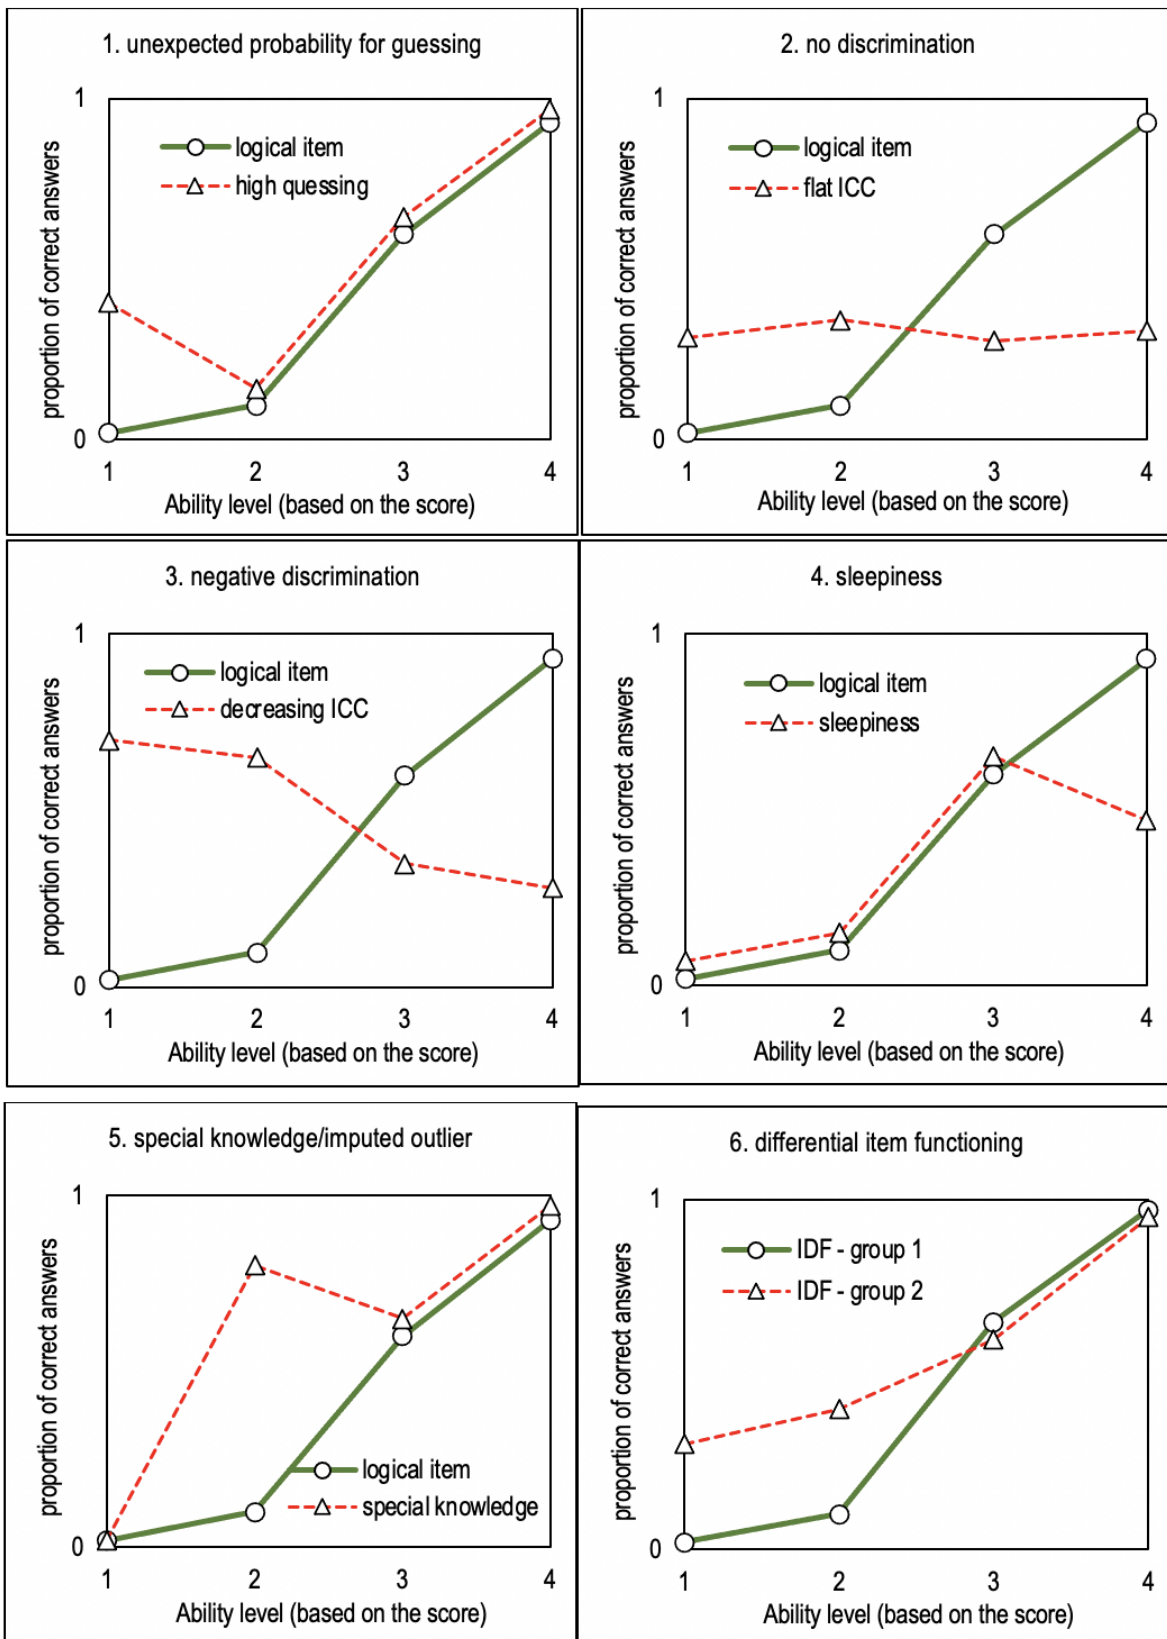 1. unexpected probability for guessing
1
logical item
high quessing
proportion of correct answers
0
1 2 3 4
Ability level (based on the score)
2. no discrimination
1
logical item
flat ICC
proportion of correct answers
0
1 2 3 4
Ability level (based on the score)
3. negative discrimination
1
logical item
decreasing ICC
proportion of correct answers
0
1 2 3 4
Ability level (based on the score)
4. sleepiness
1
logical item
sleepiness
proportion of correct answers
0
1 2 3 4
Ability level (based on the score)
5. special knowledge/imputed outlier
1
proportion of correct answers
logical item
special knowledge
0
1 2 3 4
Ability level (based on the score)
6. differential item functioning
1
IDF - group 1
IDF - group 2
proportion of correct answers
0
1 2 3 4
Ability level (based on the score)